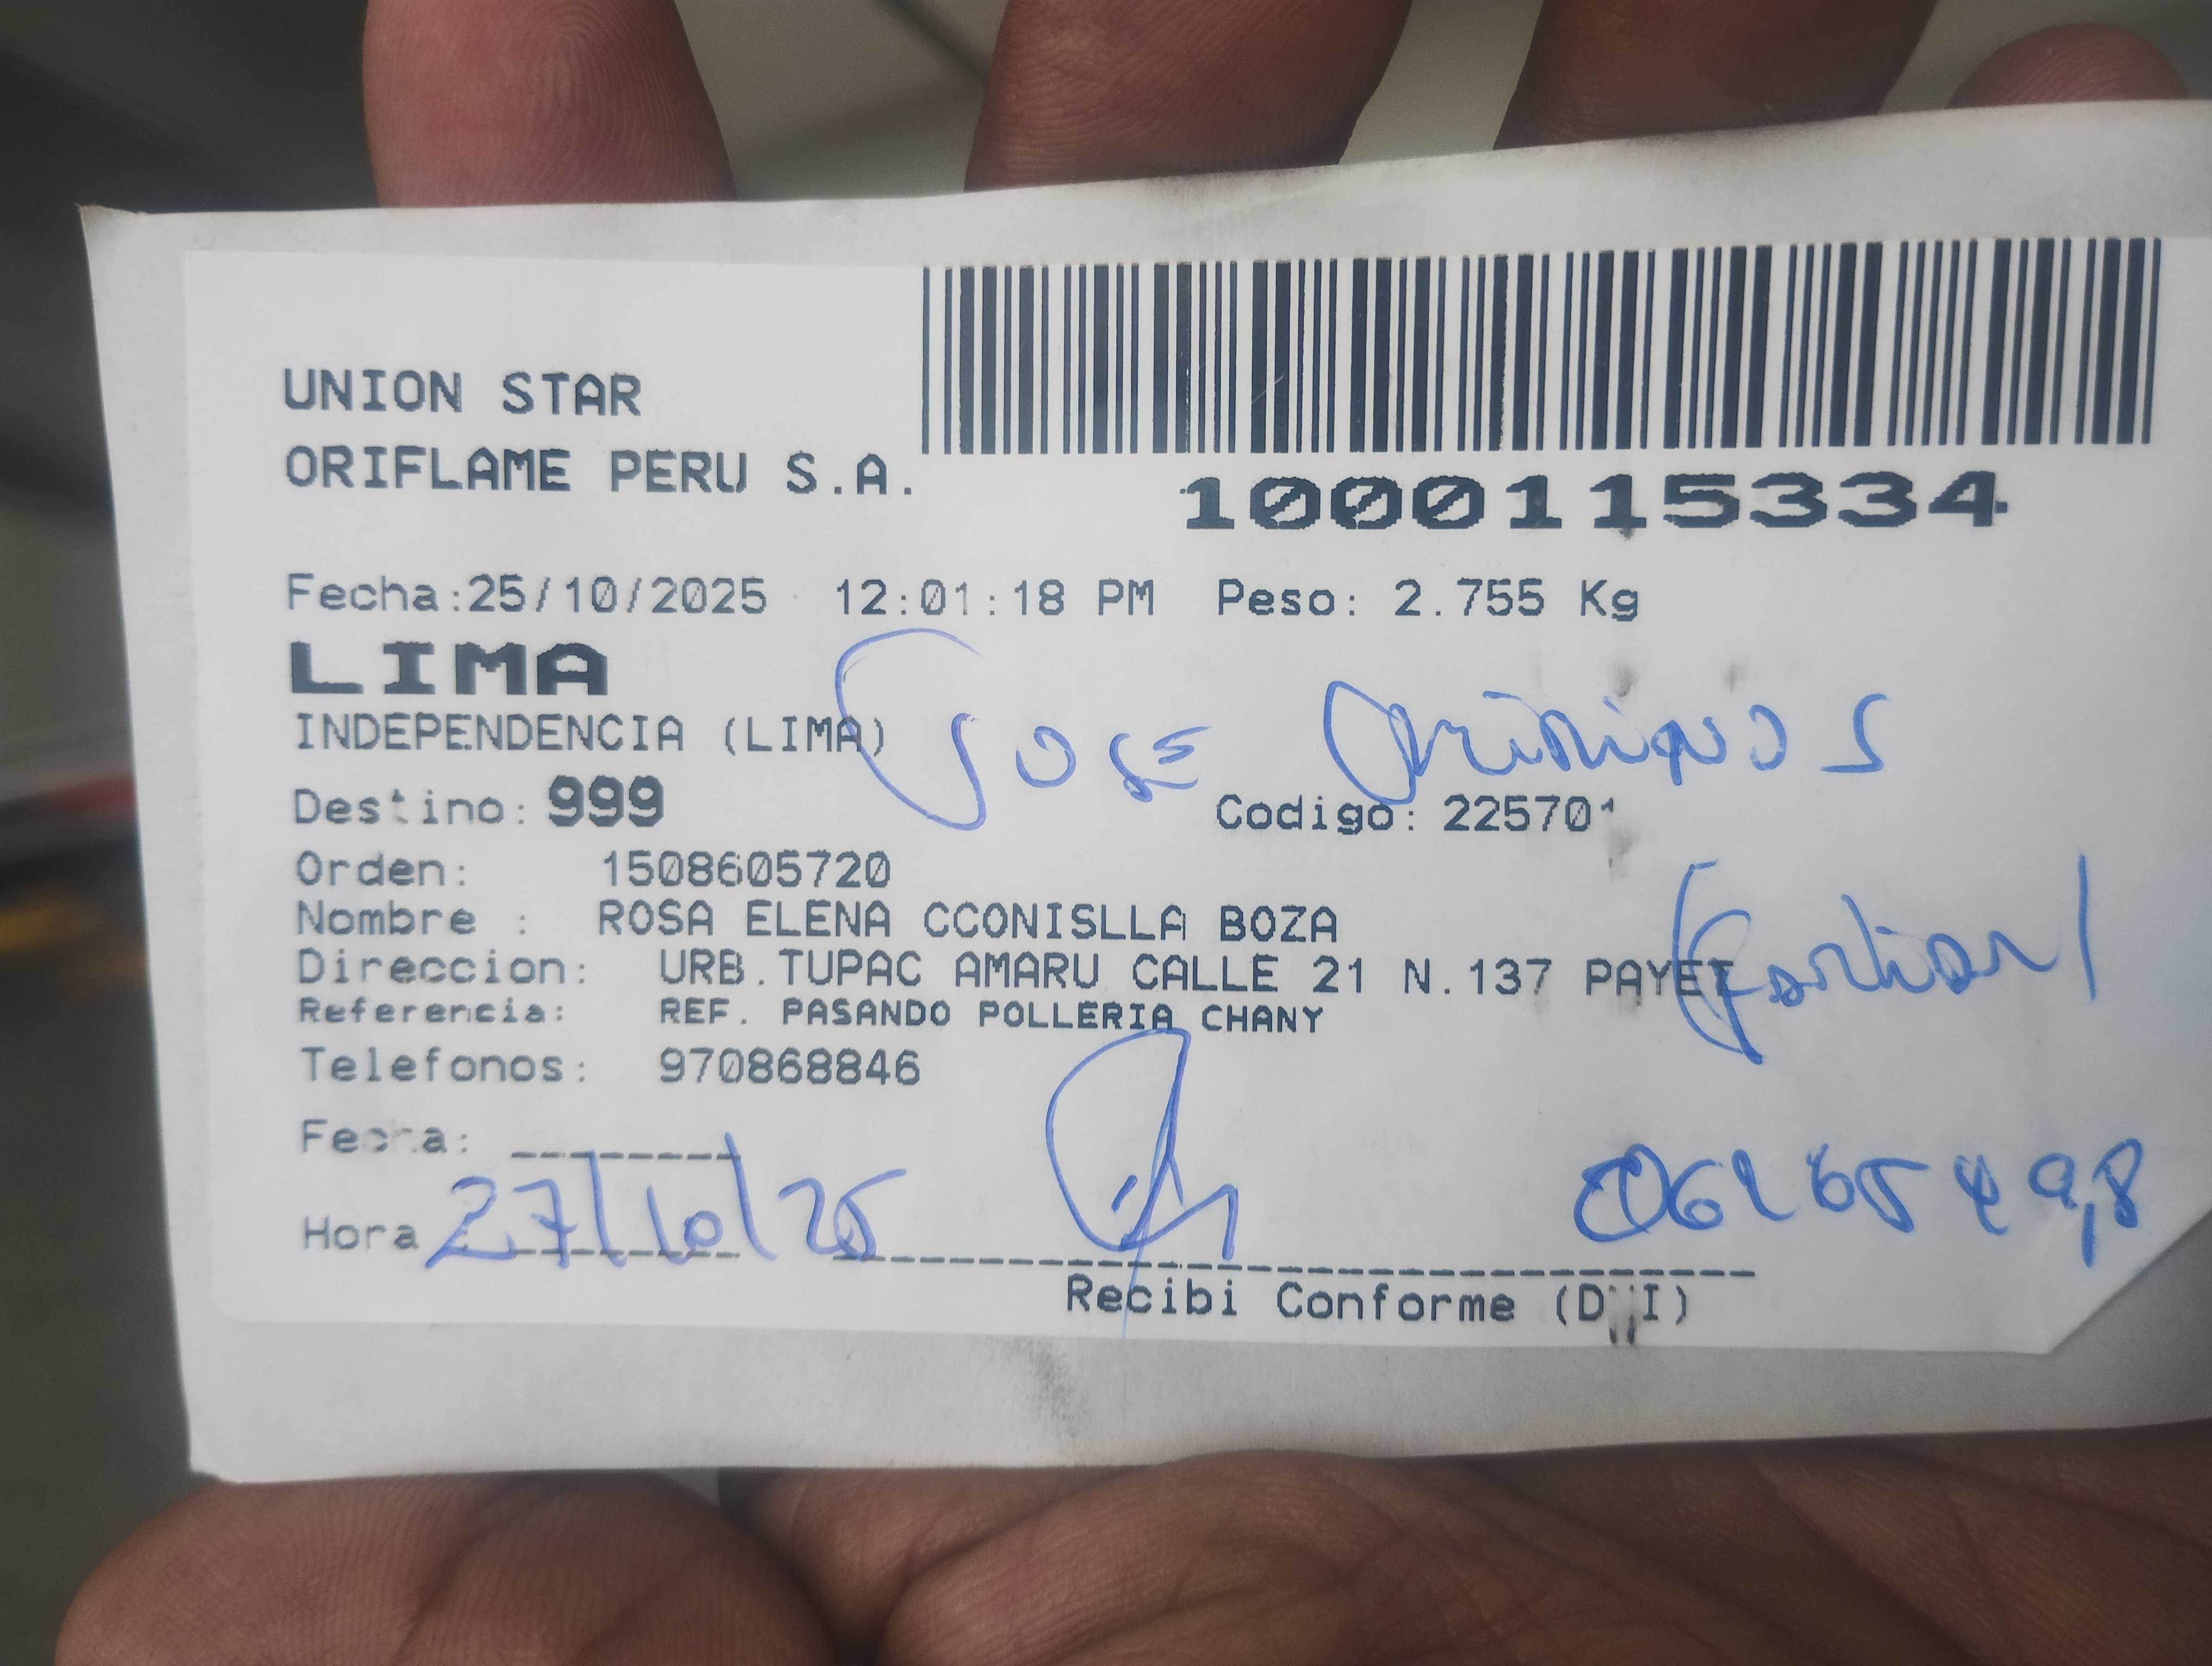 UNION STAR
ORIFLAME PERU S.A.
1000115334
Fecha:25/10/2025 12:01:18 PM Peso: 2.755 Kg
LIMA
INDEPENDENCIA (LIMA)
JOSE
Destino: 999 Codigo: 225701
Orden: 1508605720
Nombre : ROSA ELENA CCONISLLA BOZA
Direccion: URB.TUPAC AMARU CALLE 21 N.137 PAYET
Referencia: REF. PASANDO POLLERIA CHANY
Telefonos: 970868846
Fecha:
27/10/25
Hora
Recibi Conforme (DNI)